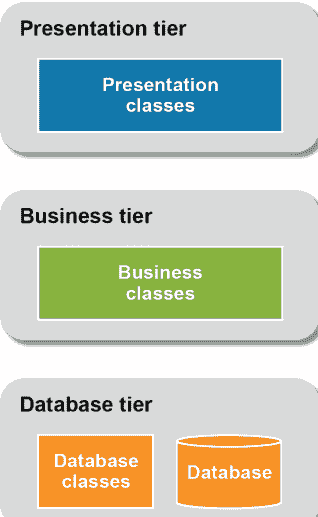 Presentation tier
Presentation
classes
Business tier
Business
classes
Database tier
Database
classes
Database